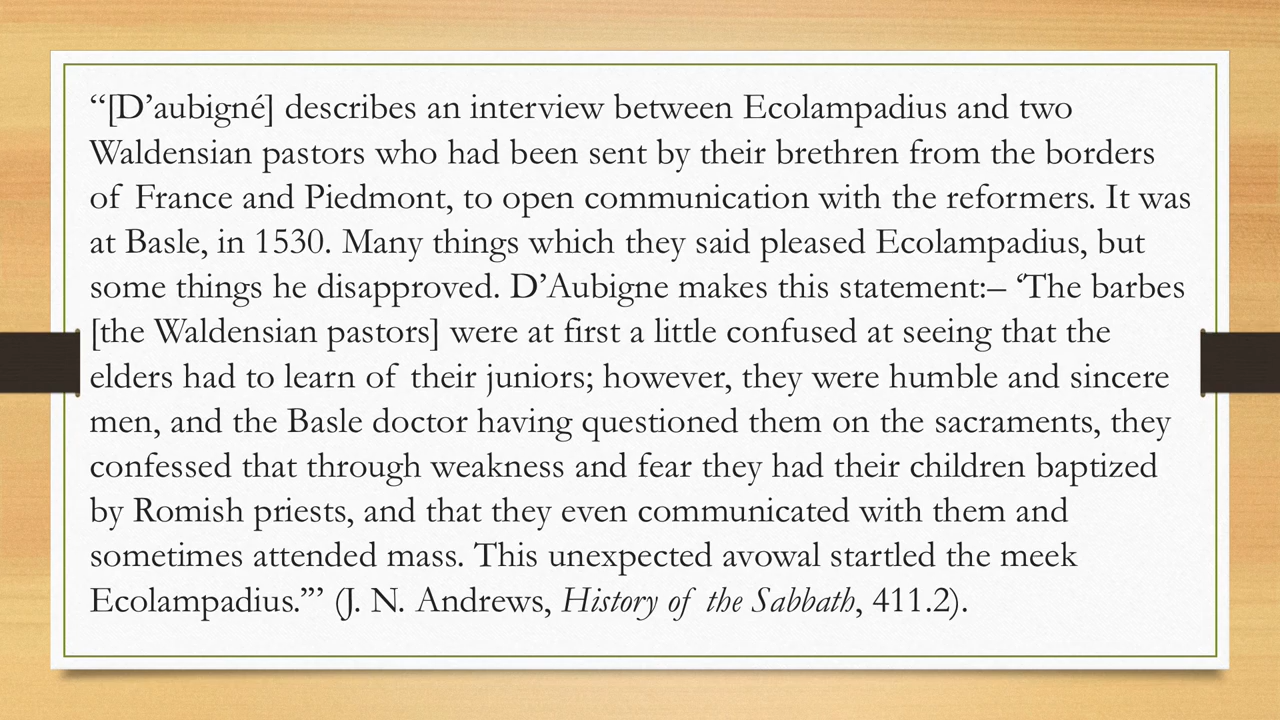 “[D’aubigné] describes an interview between Ecolampadius and two
Waldensian pastors who had been sent by their brethren from the borders
of France and Piedmont, to open communication with the reformers. It was
at Basle, in 1530. Many things which they said pleased Ecolampadius, but
some things he disapproved. D’Aubigne makes this statement:– ‘The barbes
[the Waldensian pastors] were at first a little confused at seeing that the
elders had to learn of their juniors; however, they were humble and sincere
men, and the Basle doctor having questioned them on the sacraments, they
confessed that through weakness and fear they had their children baptized
by Romish priests, and that they even communicated with them and
sometimes attended mass. This unexpected avowal startled the meek
Ecolampadius.’” (J. N. Andrews, History of the Sabbath, 411.2).